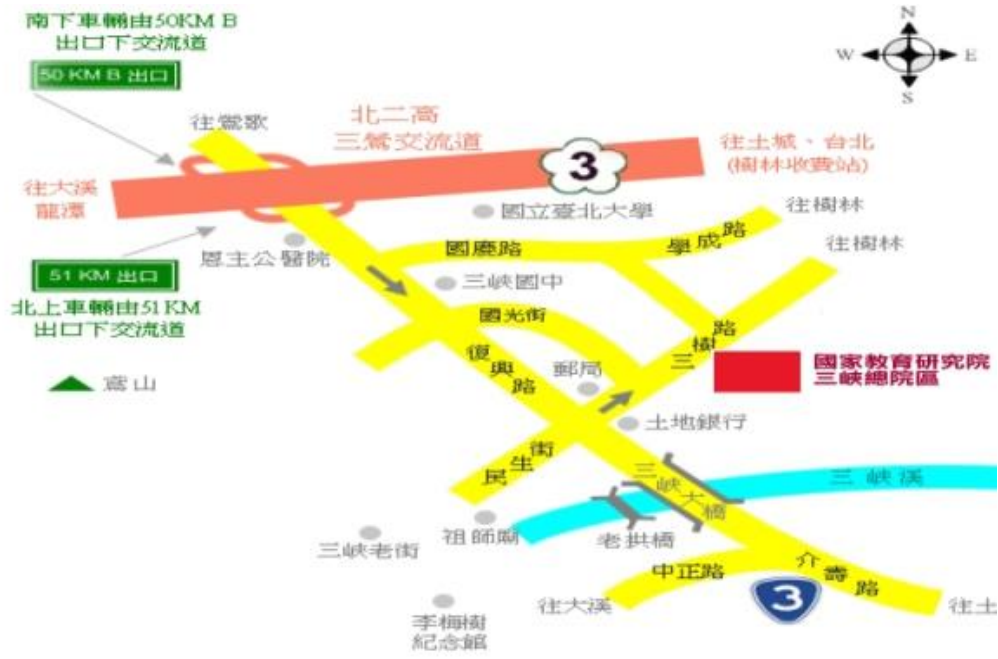 南下車輛由50KM B
出口下交流道
50 KM B 出口
往鶯歌
北二高
三鶯交流道
3
往土城、台北
(樹林收費站)
N
W
E
S
往大溪
龍潭
國立臺北大學
往樹林
往樹林
學成路
國慶路
恩主公醫院
51 KM 出口
北上車輛由51KM
出口下交流道
三峽國中
國光街
三樹路
復興路
郵局
國家教育研究院
三峽總院區
鳶山
土地銀行
民生街
三峽大橋
三峽溪
祖師廟
老拱橋
三峽老街
中正路
介壽路
3
往大溪
往土
李梅樹
紀念館